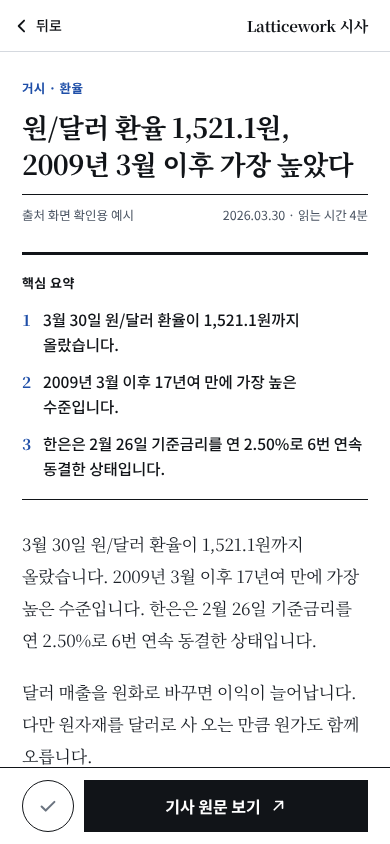 뒤로
Latticework 시사
거시 · 환율
원/달러 환율 1,521.1원,
2009년 3월 이후 가장 높았다
출처 화면 확인용 예시
2026.03.30 · 읽는 시간 4분
핵심 요약
1 3월 30일 원/달러 환율이 1,521.1원까지
올랐습니다.
2 2009년 3월 이후 17년여 만에 가장 높은
수준입니다.
3 한은은 2월 26일 기준금리를 연 2.50%로 6번 연속
동결한 상태입니다.
3월 30일 원/달러 환율이 1,521.1원까지
올랐습니다. 2009년 3월 이후 17년여 만에 가장
높은 수준입니다. 한은은 2월 26일 기준금리를
연 2.50%로 6번 연속 동결한 상태입니다.
달러 매출을 원화로 바꾸면 이익이 늘어납니다.
다만 원자재를 달러로 사 오는 만큼 원가도 함께
오릅니다.
기사 원문 보기